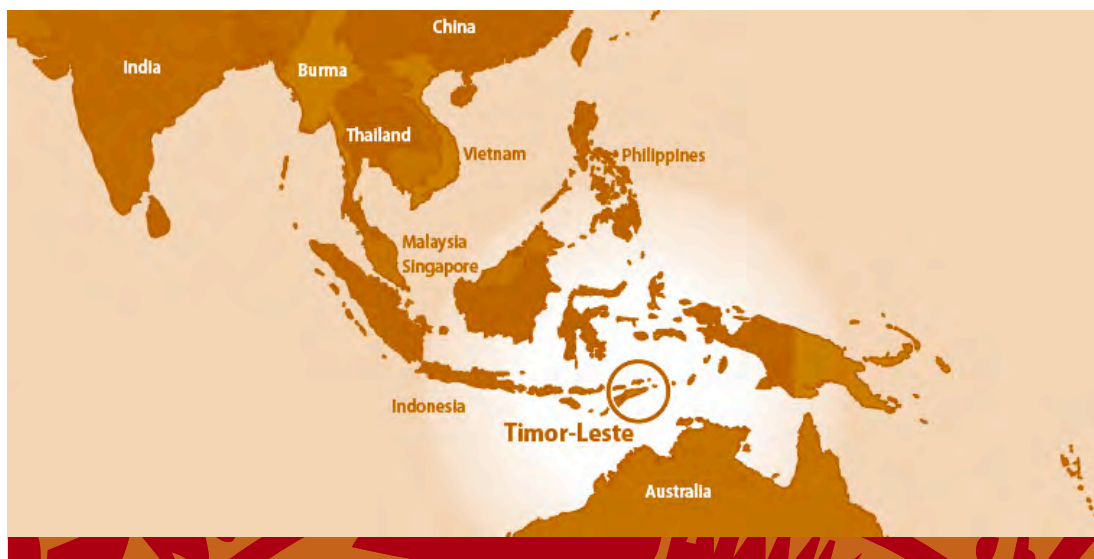 China
India
Burma
Thailand
Vietnam
Philippines
Malaysia
Singapore
Indonesia
Timor-Leste
Australia